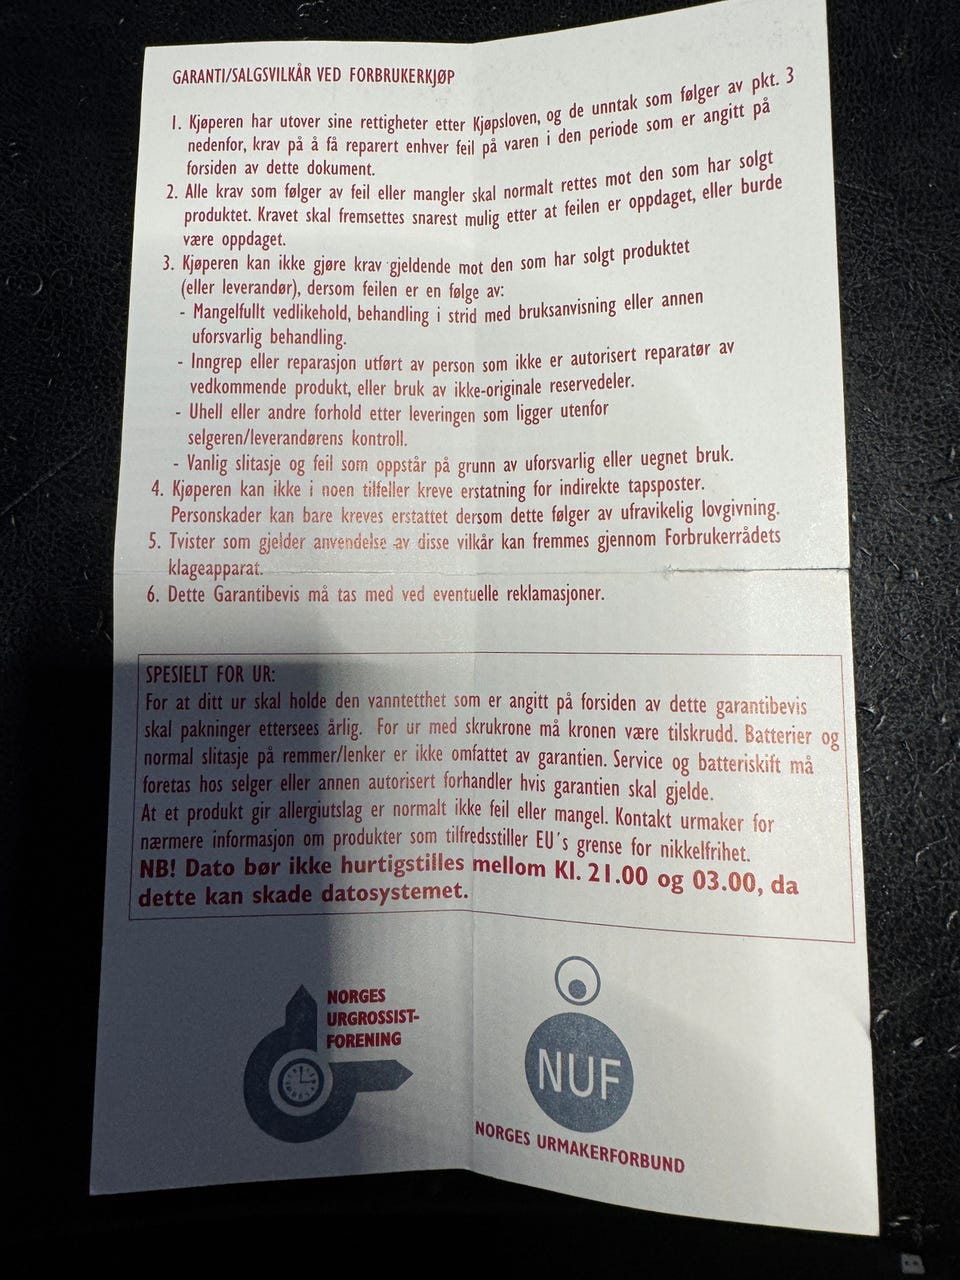 GARANTI/SALGSVILKÅR VED FORBRUKERKJØP
1. Kjøperen har utover sine rettigheter etter Kjøpsloven, og de unntak som følger av pkt. 3
nedenfor, krav på å få reparert enhver feil på varen i den periode som er angitt på
forsiden av dette dokument.
2. Alle krav som følger av feil eller mangler skal normalt rettes mot den som har solgt
produktet. Kravet skal fremsettes snarest mulig etter at feilen er oppdaget, eller burde
være oppdaget.
3. Kjøperen kan ikke gjøre krav gjeldende mot den som har solgt produktet
(eller leverandør), dersom feilen er en følge av:
- Mangelfullt vedlikehold, behandling i strid med bruksanvisning eller annen
uforsvarlig behandling.
- Inngrep eller reparasjon utført av person som ikke er autorisert reparatør av
vedkommende produkt, eller bruk av ikke-originale reservedeler.
- Uhell eller andre forhold etter leveringen som ligger utenfor
selgeren/leverandørens kontroll.
- Vanlig slitasje og feil som oppstår på grunn av uforsvarlig eller uegnet bruk.
4. Kjøperen kan ikke i noen tilfeller kreve erstatning for indirekte tapsposter.
Personskader kan bare kreves erstattet dersom dette følger av ufravikelig lovgivning.
5. Tvister som gjelder anvendelse av disse vilkår kan fremmes gjennom Forbrukerrådets
klageapparat.
6. Dette Garantibevis må tas med ved eventuelle reklamasjoner.
SPESIELT FOR UR:
For at ditt ur skal holde den vanntetthet som er angitt på forsiden av dette garantibevis
skal pakninger ettersees årlig. For ur med skrukrone må kronen være tilskrudd. Batterier og
normal slitasje på remmer/lenker er ikke omfattet av garantien. Service og batteriskift må
foretas hos selger eller annen autorisert forhandler hvis garantien skal gjelde.
At et produkt gir allergiutslag er normalt ikke feil eller mangel. Kontakt urmaker for
nærmere informasjon om produkter som tilfredsstiller EU's grense for nikkelfrihet.
NB! Dato bør ikke hurtigstilles mellom Kl. 21.00 og 03.00, da
dette kan skade datosystemet.
NORGES
URGROSSIST-
FORENING
NUF
NORGES URMAKERFORBUND